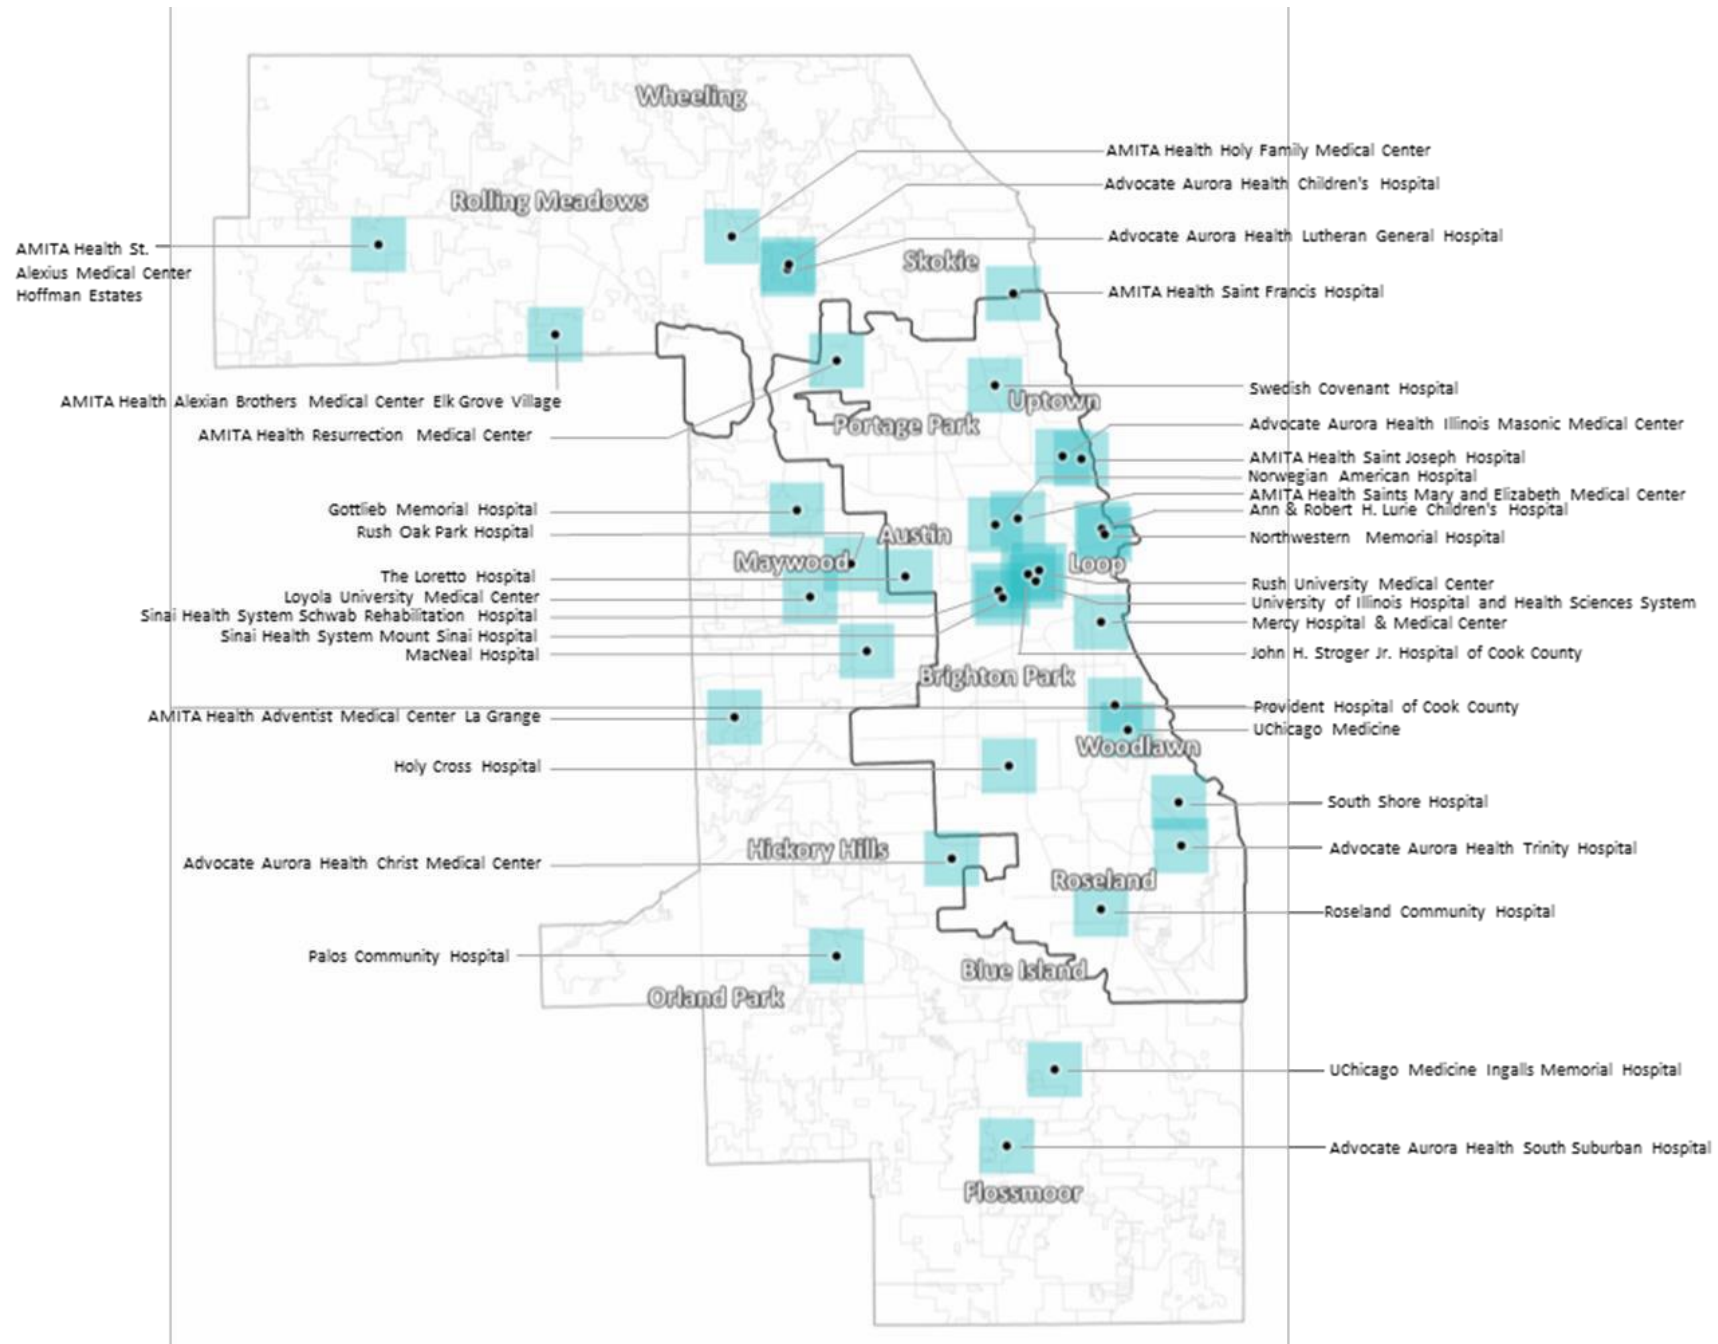 Wheeling
AMITA Health Holy Family Medical Center
Advocate Aurora Health Children's Hospital
Rolling Meadows
Advocate Aurora Health Lutheran General Hospital
AMITA Health St.
Alexius Medical Center
Hoffman Estates
Skokie
AMITA Health Saint Francis Hospital
AMITA Health Alexian Brothers Medical Center Elk Grove Village
Swedish Covenant Hospital
Uptown
Portage Park
Advocate Aurora Health Illinois Masonic Medical Center
AMITA Health Resurrection Medical Center
AMITA Health Saint Joseph Hospital
Norwegian American Hospital
AMITA Health Saints Mary and Elizabeth Medical Center
Gottlieb Memorial Hospital
Ann & Robert H. Lurie Children's Hospital
Rush Oak Park Hospital
Austin
Northwestern Memorial Hospital
Maywood
Loop
The Loretto Hospital
Rush University Medical Center
Loyola University Medical Center
University of Illinois Hospital and Health Sciences System
Sinai Health System Schwab Rehabilitation Hospital
Mercy Hospital & Medical Center
Sinai Health System Mount Sinai Hospital
MacNeal Hospital
John H. Stroger Jr. Hospital of Cook County
Brighton Park
Provident Hospital of Cook County
AMITA Health Adventist Medical Center La Grange
UChicago Medicine
Woodlawn
Holy Cross Hospital
South Shore Hospital
Hickory Hills
Advocate Aurora Health Trinity Hospital
Advocate Aurora Health Christ Medical Center
Roseland
Roseland Community Hospital
Palos Community Hospital
Blue Island
Orland Park
UChicago Medicine Ingalls Memorial Hospital
Advocate Aurora Health South Suburban Hospital
Flossmoor